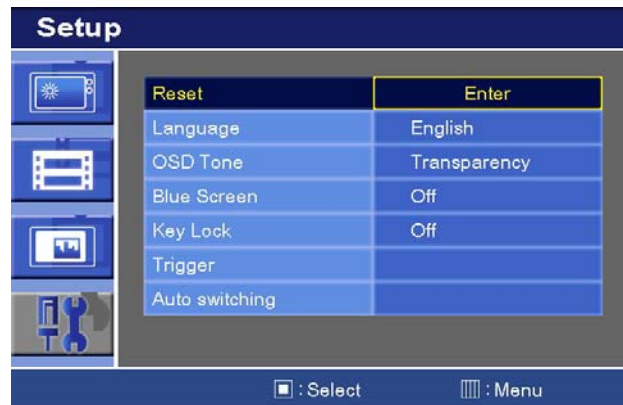 Setup
Reset Enter
Language English
OSD Tone Transparency
Blue Screen Off
Key Lock Off
Trigger
Auto switching
: Select : Menu